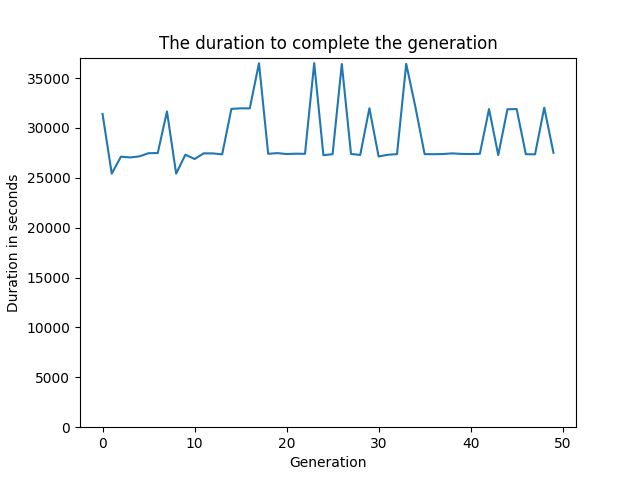 The duration to complete the generation
35000
30000
25000
20000
15000
10000
5000
0
Duration in seconds
0 10 20 30 40 50
Generation